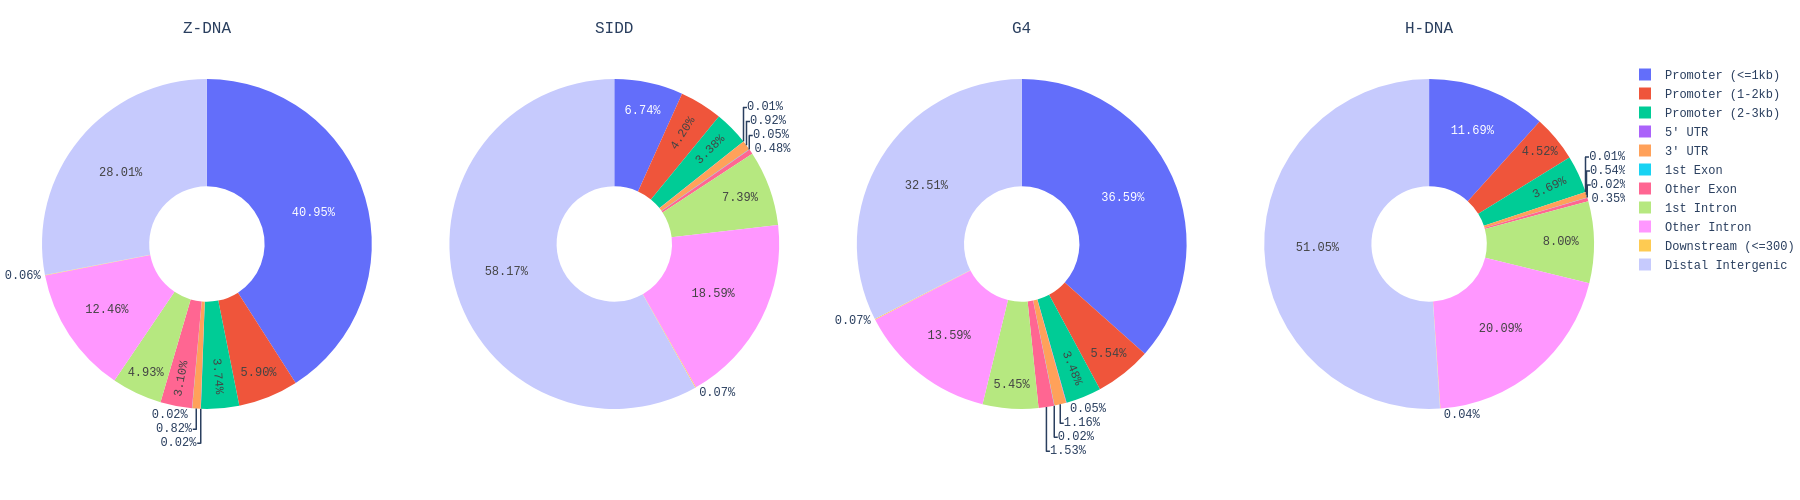 Z-DNA
SIDD
G4
H-DNA
40.95%
5.90%
3.74%
0.02%
0.82%
0.02%
3.10%
4.93%
12.46%
0.06%
28.01%
6.74%
4.20%
3.38%
0.01%
0.92%
0.05%
0.48%
7.39%
18.59%
0.07%
58.17%
36.59%
5.54%
3.48%
0.05%
1.16%
0.02%
1.53%
5.45%
13.59%
0.07%
32.51%
11.69%
4.52%
3.69%
0.01%
0.54%
0.02%
0.35%
8.00%
20.09%
0.04%
51.05%
Promoter (<=1kb)
Promoter (1-2kb)
Promoter (2-3kb)
5' UTR
3' UTR
1st Exon
Other Exon
1st Intron
Other Intron
Downstream (<=300)
Distal Intergenic